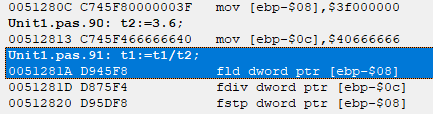 0051280C C745F80000003F mov [ebp-$08],$3f000000
Unit1.pas.90: t2:=3.6;
00512813 C745F466666640 mov [ebp-$0c],$40666666
Unit1.pas.91: t1:=t1/t2;
0051281A D945F8 fld dword ptr [ebp-$08]
0051281D D875F4 fdiv dword ptr [ebp-$0c]
00512820 D95DF8 fstp dword ptr [ebp-$08]